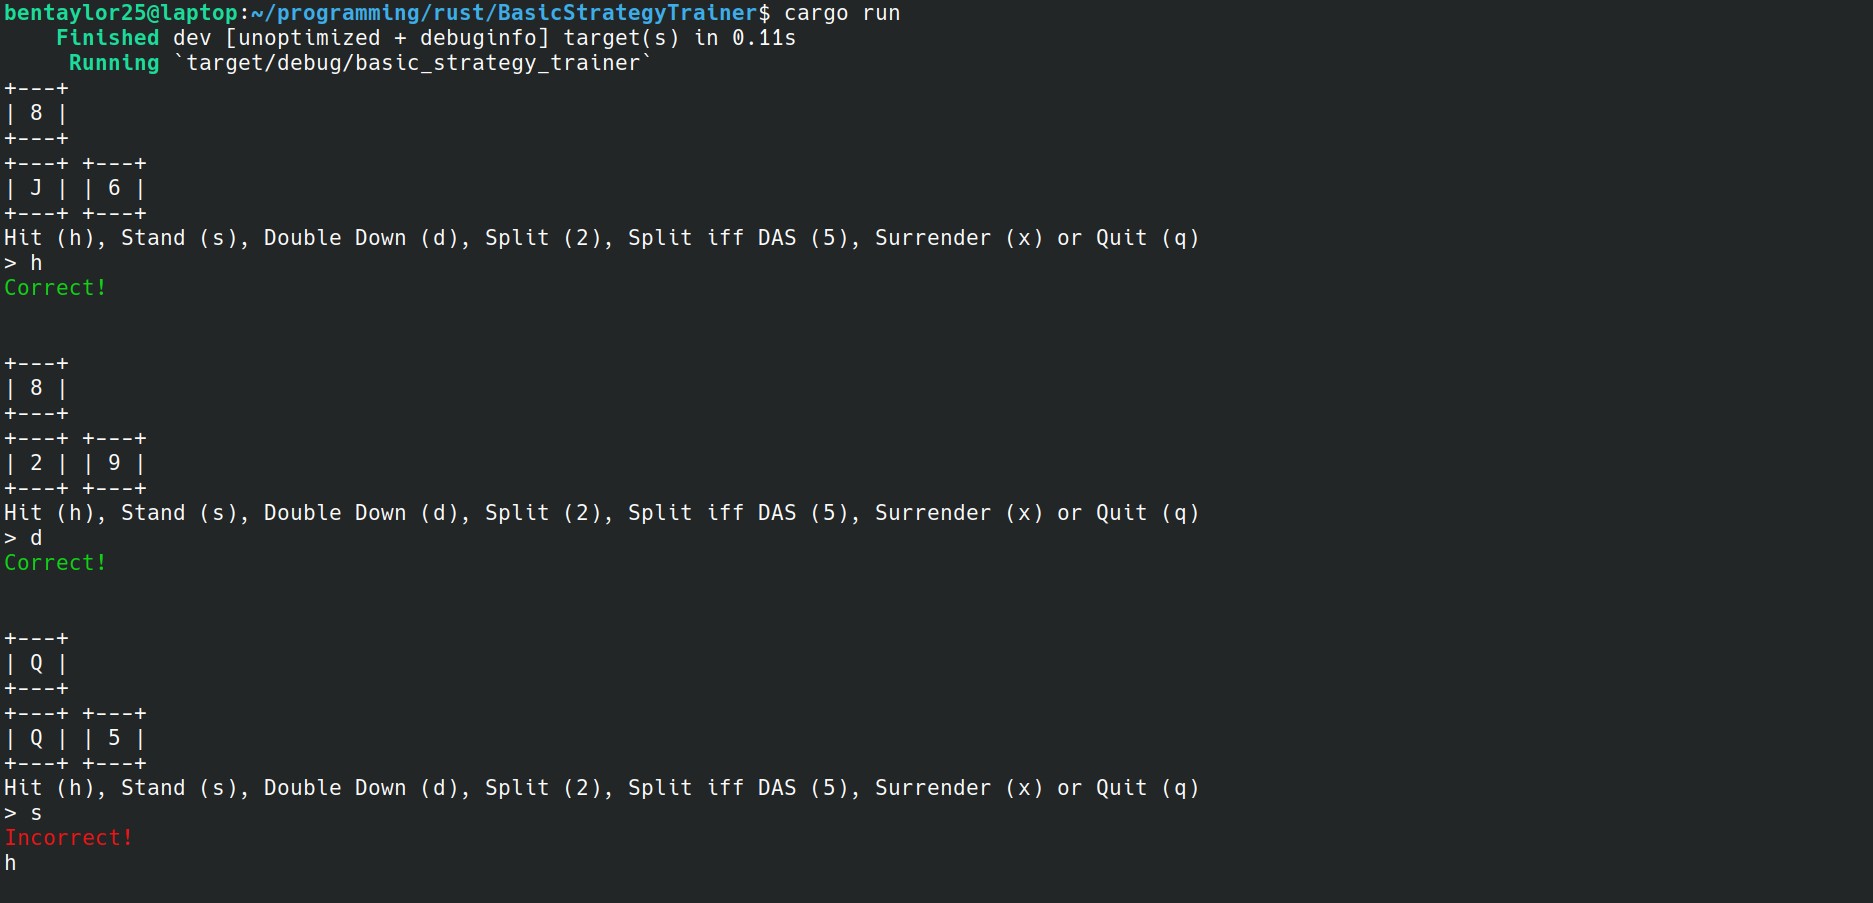 bentaylor25@laptop:~/programming/rust/BasicStrategyTrainer$ cargo run
    Finished dev [unoptimized + debuginfo] target(s) in 0.11s
     Running `target/debug/basic_strategy_trainer`
+---+
| 8 |
+---+
+---+ +---+
| J | | 6 |
+---+ +---+
Hit (h), Stand (s), Double Down (d), Split (2), Split iff DAS (5), Surrender (x) or Quit (q)
> h
Correct!
+---+
| 8 |
+---+
+---+ +---+
| 2 | | 9 |
+---+ +---+
Hit (h), Stand (s), Double Down (d), Split (2), Split iff DAS (5), Surrender (x) or Quit (q)
> d
Correct!
+---+
| Q |
+---+
+---+ +---+
| Q | | 5 |
+---+ +---+
Hit (h), Stand (s), Double Down (d), Split (2), Split iff DAS (5), Surrender (x) or Quit (q)
> s
Incorrect!
h